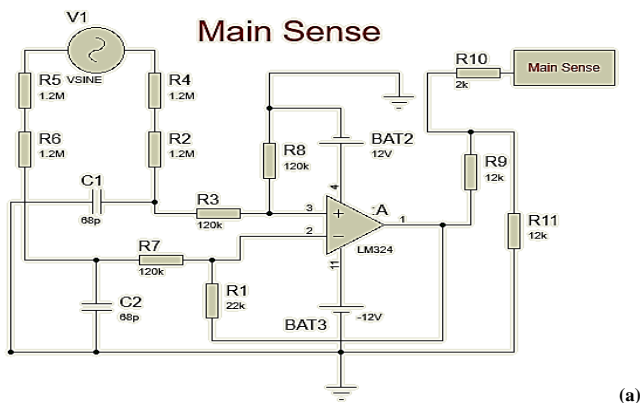 V1
Main Sense
R10
Main Sense
2k
R5
VSINE
R4
1.2M
1.2M
R6
R2
1.2M
1.2M
R8
120k
BAT2
12V
R9
12k
C1
68p
R3
120k
4
3
:A
1
2
LM324
R11
12k
R7
120k
11
C2
68p
R1
22k
BAT3
-12V
(a)